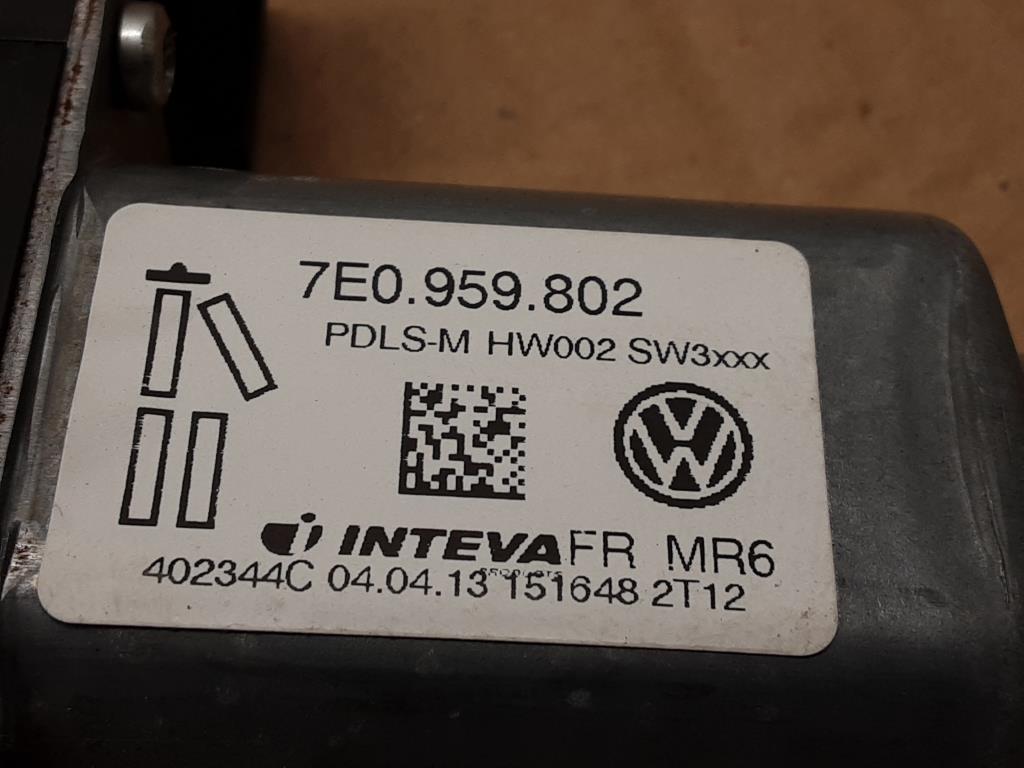 7E0.959.802
PDLS-M HW002 SW3xxx
INTEVA FR MR6
402344C 04.04.13 151648 2T12